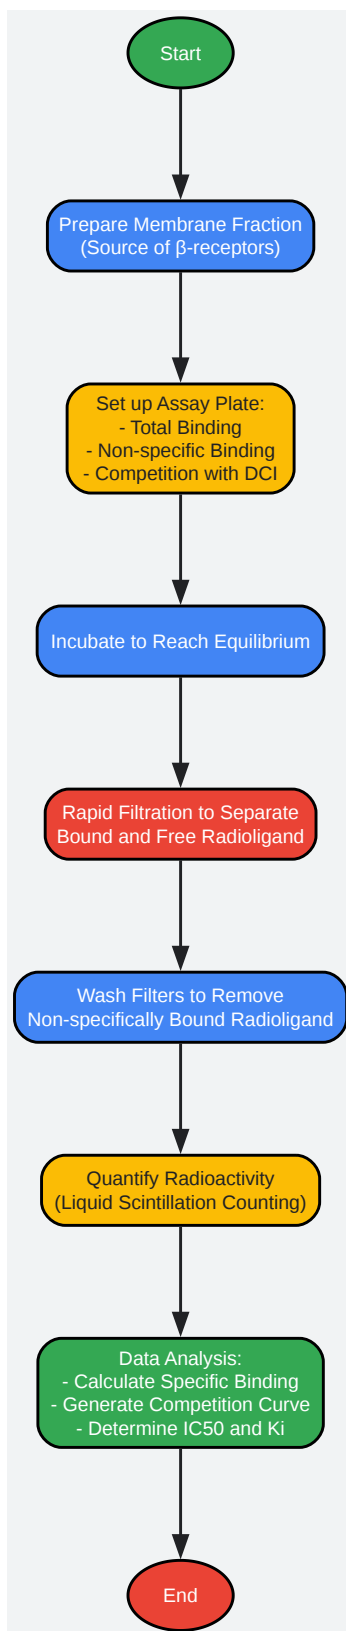 Start
Prepare Membrane Fraction
(Source of β-receptors)
Set up Assay Plate:
- Total Binding
- Non-specific Binding
- Competition with DCI
Incubate to Reach Equilibrium
Rapid Filtration to Separate
Bound and Free Radioligand
Wash Filters to Remove
Non-specifically Bound Radioligand
Quantify Radioactivity
(Liquid Scintillation Counting)
Data Analysis:
- Calculate Specific Binding
- Generate Competition Curve
- Determine IC50 and Ki
End